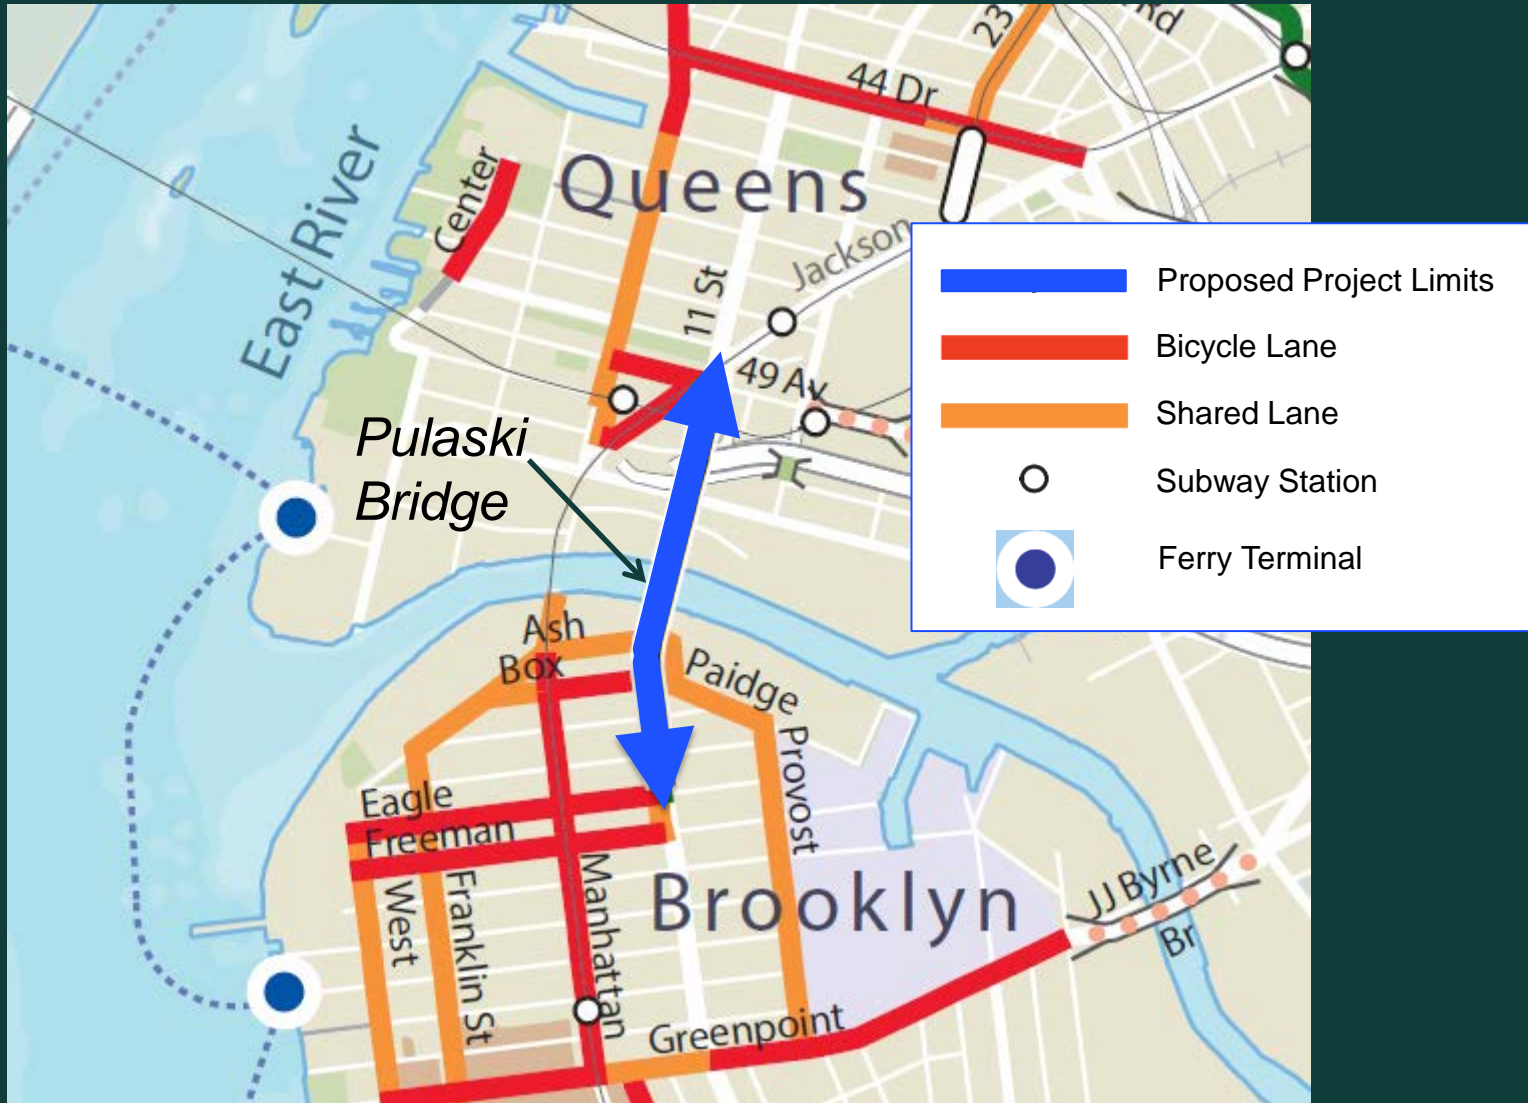 23
Rd
44 Dr
Queens
Center
East River
11 St
Jackson
49 Av
Pulaski
Bridge
Proposed Project Limits
Bicycle Lane
Shared Lane
Subway Station
Ferry Terminal
Ash
Box
Paidge
Provost
Eagle
Freeman
West
Franklin St
Manhattan
Brooklyn
JJ Byrne
Br
Greenpoint